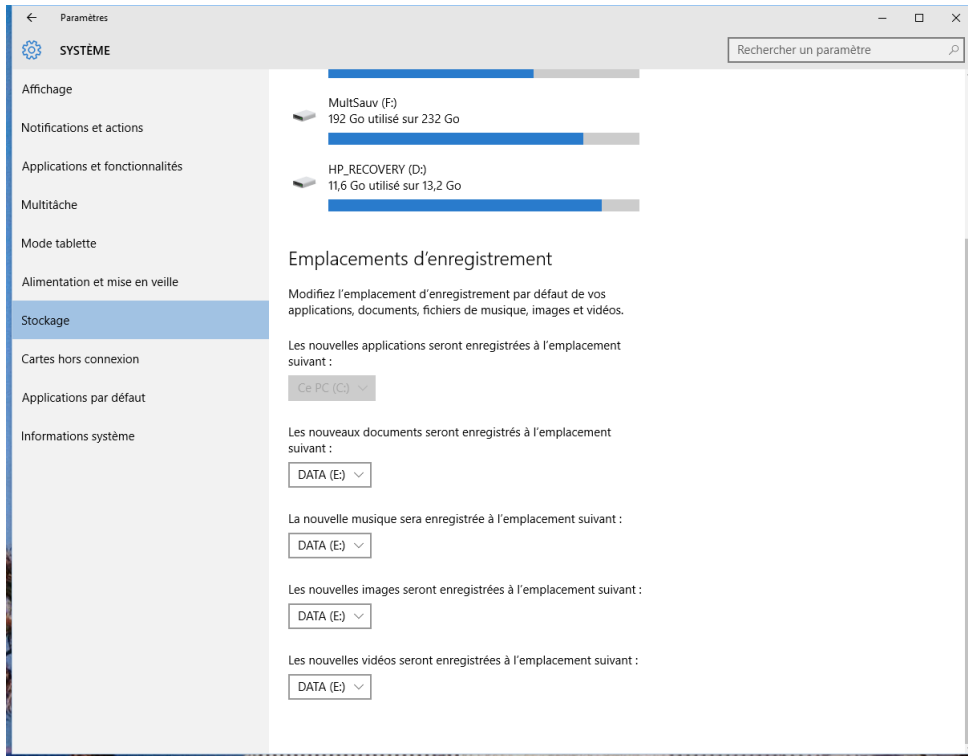 Paramètres
SYSTÈME
Rechercher un paramètre
Affichage
Notifications et actions
Applications et fonctionnalités
Multitâche
Mode tablette
Alimentation et mise en veille
Stockage
Cartes hors connexion
Applications par défaut
Informations système
MultSauv (F:)
192 Go utilisé sur 232 Go
HP_RECOVERY (D:)
11,6 Go utilisé sur 13,2 Go
Emplacements d’enregistrement
Modifiez l’emplacement d’enregistrement par défaut de vos
applications, documents, fichiers de musique, images et vidéos.
Les nouvelles applications seront enregistrées à l’emplacement
suivant :
Ce PC (C:)
Les nouveaux documents seront enregistrés à l’emplacement
suivant :
DATA (E:)
La nouvelle musique sera enregistrée à l’emplacement suivant :
DATA (E:)
Les nouvelles images seront enregistrées à l’emplacement suivant :
DATA (E:)
Les nouvelles vidéos seront enregistrées à l’emplacement suivant :
DATA (E:)